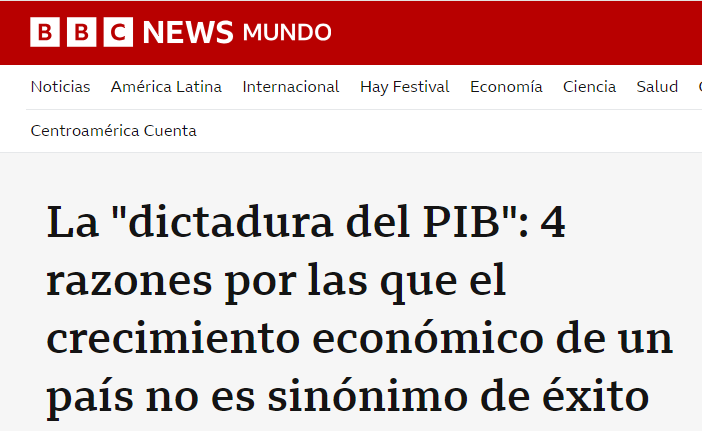 BBC NEWS MUNDO
Noticias América Latina Internacional Hay Festival Economía Ciencia Salud
Centroamérica Cuenta
La "dictadura del PIB": 4
razones por las que el
crecimiento económico de un
país no es sinónimo de éxito